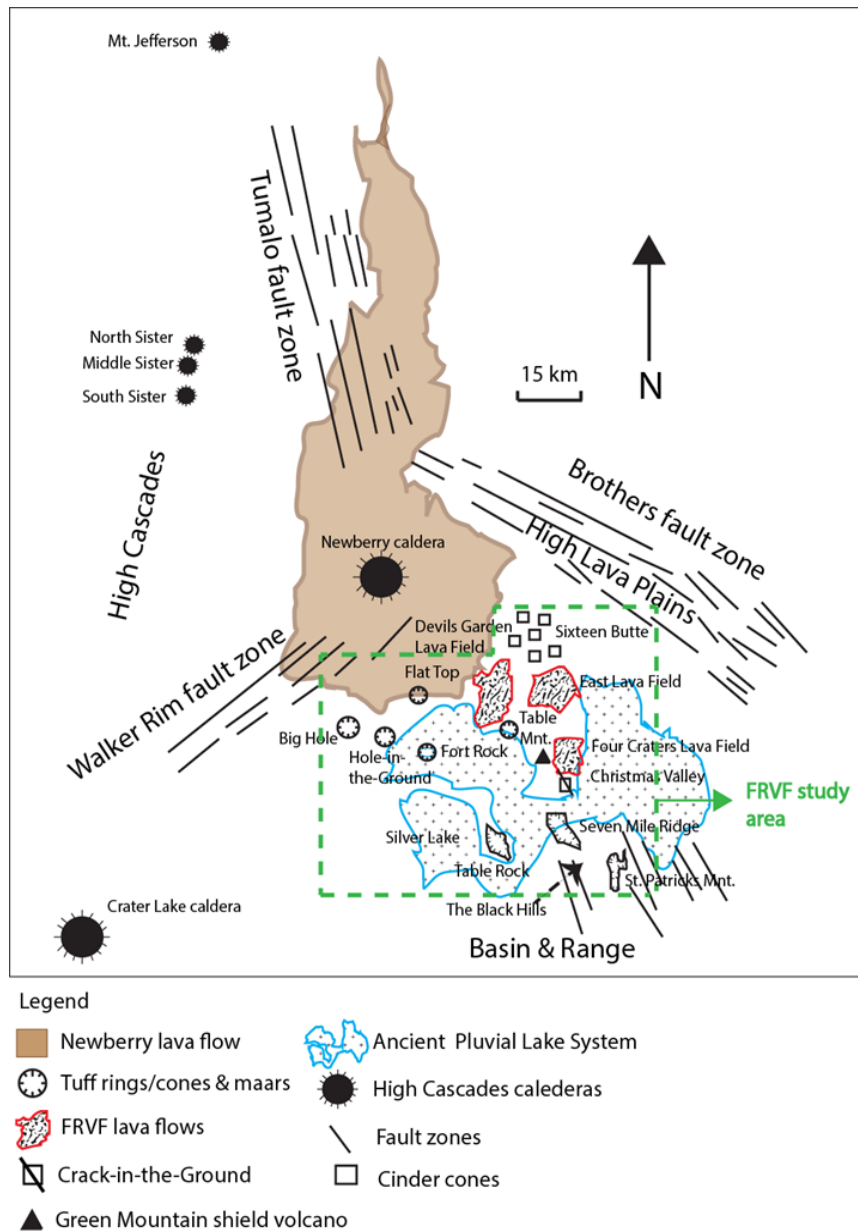 Mt. Jefferson
Tumalo fault zone
North Sister
Middle Sister
South Sister
15 km
N
High Cascades
Brothers fault zone
High Lava Plains
Newberry caldera
Walker Rim fault zone
Devils Garden
Lava Field
Sixteen Butte
Flat Top
East Lava Field
Big Hole
Hole-in-
the-Ground
Fort Rock
Table
Mnt.
Four Craters Lava Field
Christmas Valley
FRVF study
area
Silver Lake
Seven Mile Ridge
Table Rock
St. Patricks Mnt.
Crater Lake caldera
The Black Hills
Basin & Range
Legend
Newberry lava flow
Ancient Pluvial Lake System
Tuff rings/cones & maars
High Cascades calederas
FRVF lava flows
Fault zones
Crack-in-the-Ground
Cinder cones
Green Mountain shield volcano